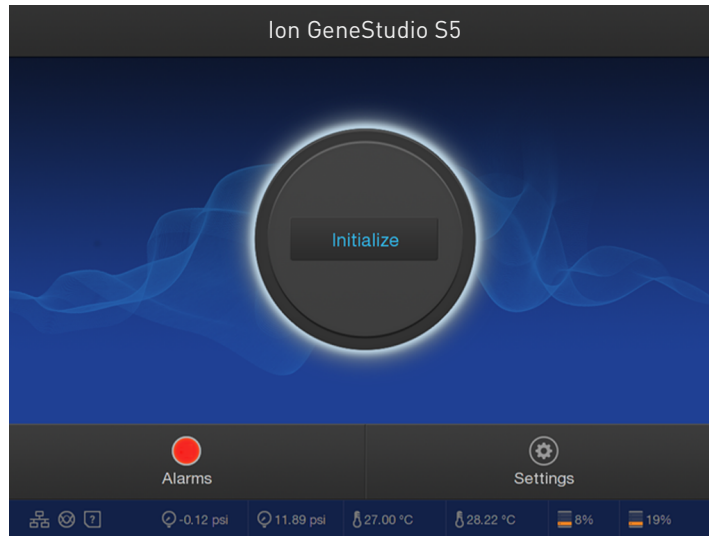 Ion GeneStudio S5
Initialize
Alarms
Settings
? -0.12 psi 11.89 psi 27.00 °C 28.22 °C 8% 19%